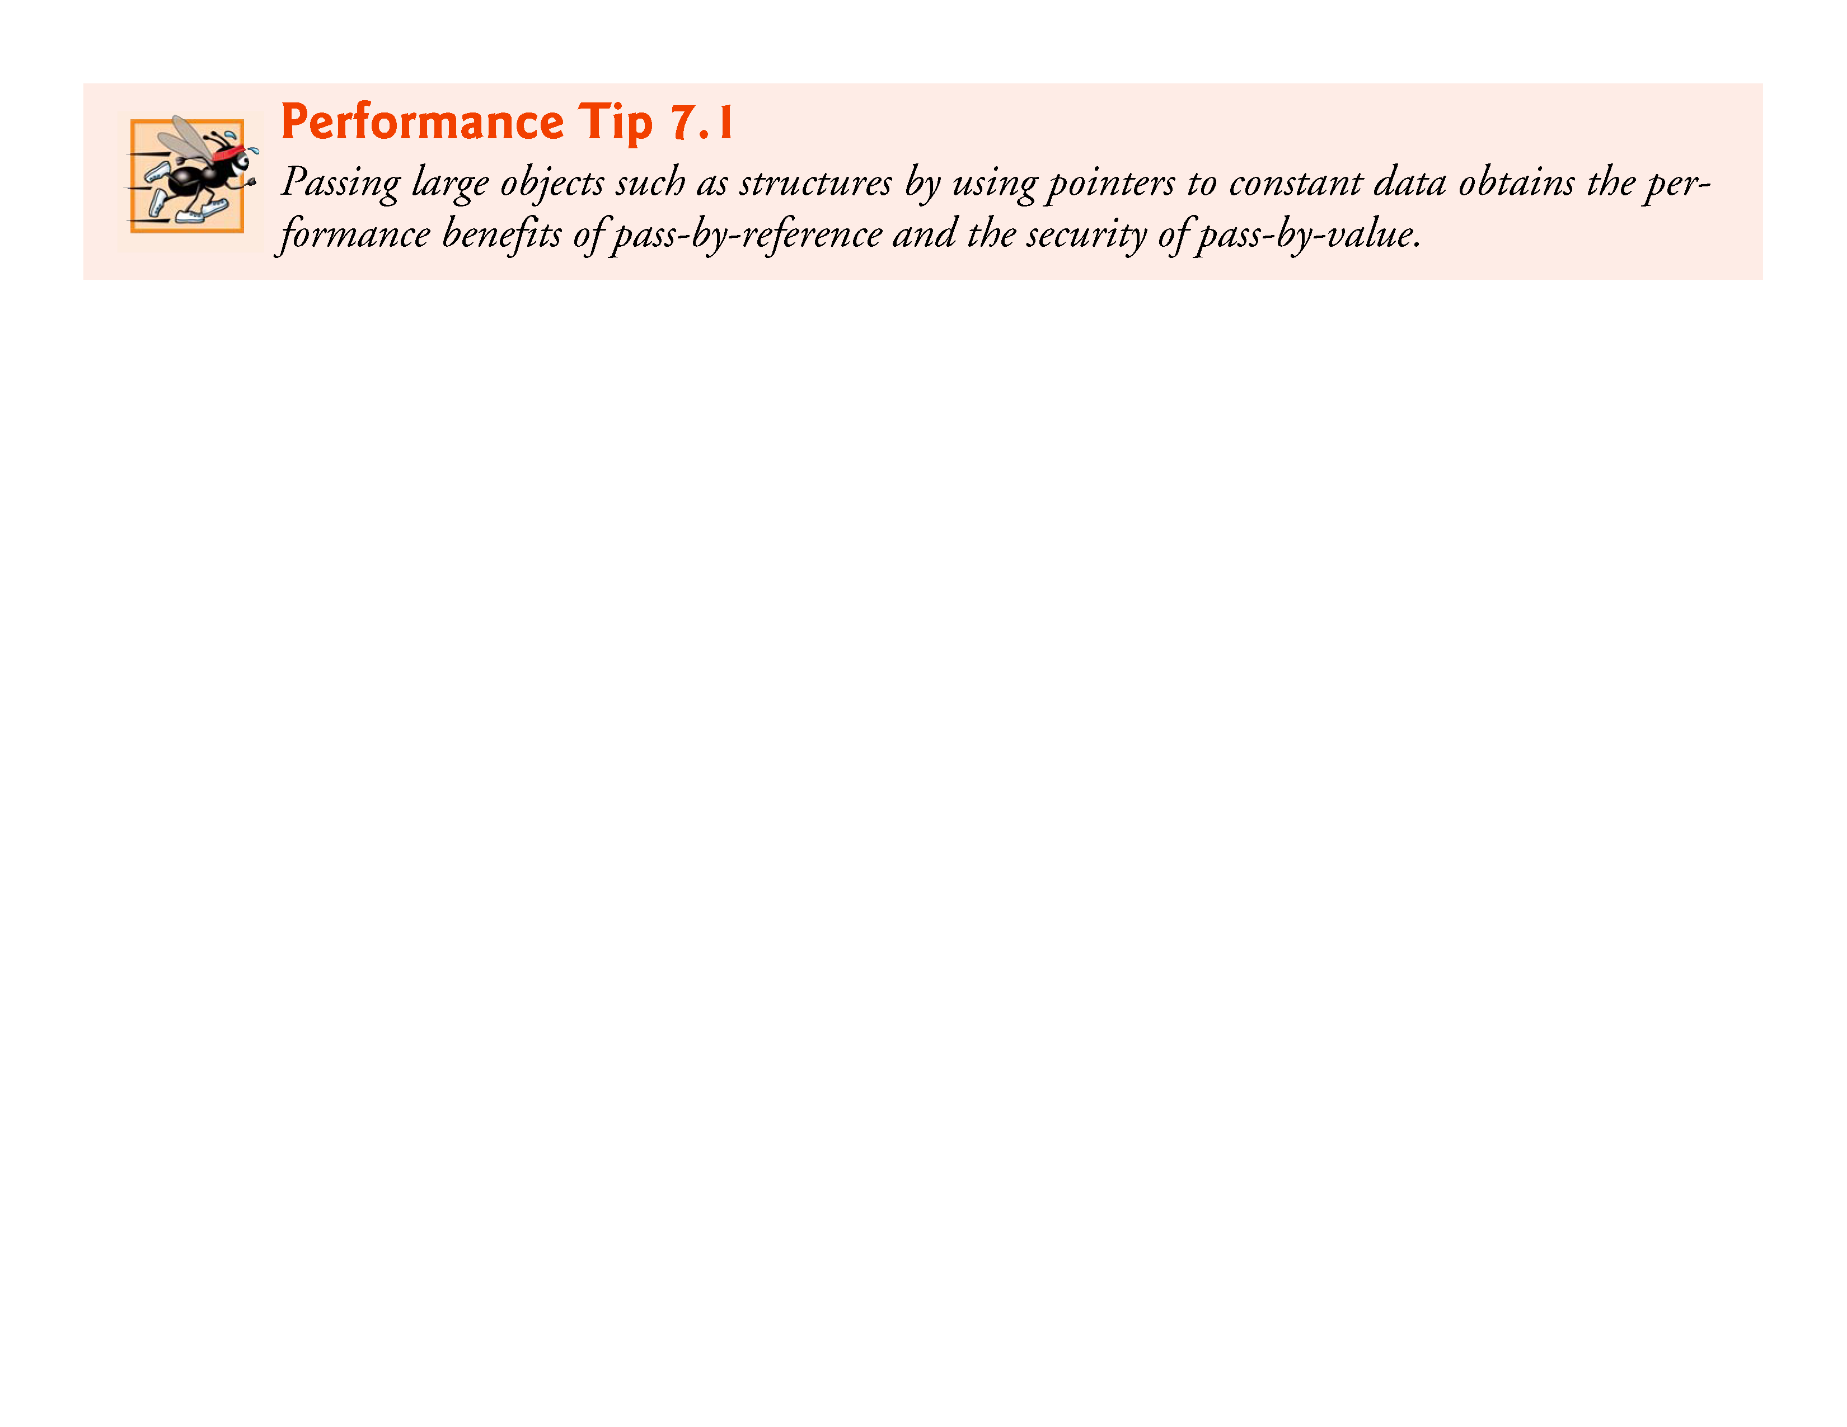 Performance Tip 7.1
Passing large objects such as structures by using pointers to constant data obtains the per-
formance benefits of pass-by-reference and the security of pass-by-value.